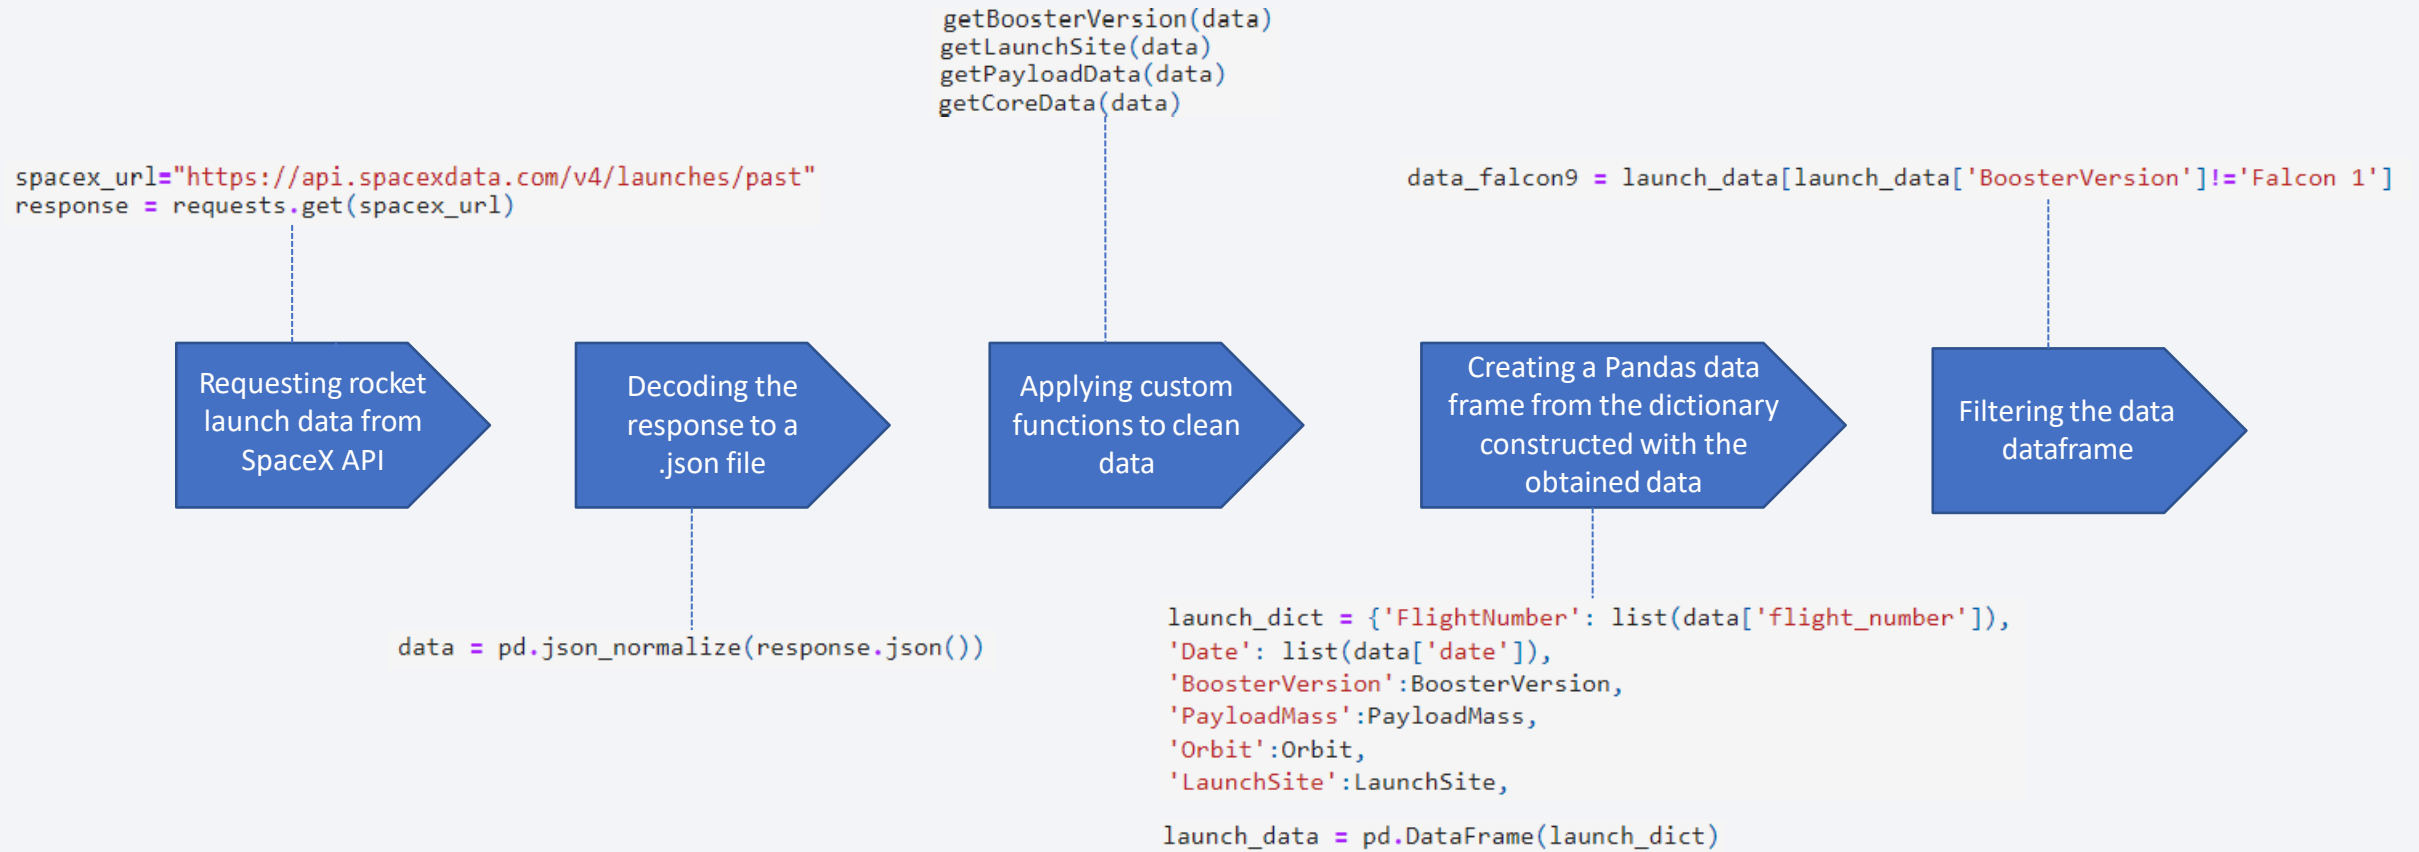 getBoosterVersion(data)
getLaunchSite(data)
getPayloadData(data)
getCoreData(data)
spacex_url="https://api.spacexdata.com/v4/launches/past"
response = requests.get(spacex_url)
data_falcon9 = launch_data[launch_data['BoosterVersion']!='Falcon 1']
Requesting rocket
launch data from
SpaceX API
Decoding the
response to a
.json file
Applying custom
functions to clean
data
Creating a Pandas data
frame from the dictionary
constructed with the
obtained data
Filtering the data
dataframe
data = pd.json_normalize(response.json())
launch_dict = {'FlightNumber': list(data['flight_number']),
'Date': list(data['date']),
'BoosterVersion':BoosterVersion,
'PayloadMass':PayloadMass,
'Orbit':Orbit,
'LaunchSite':LaunchSite,
launch_data = pd.DataFrame(launch_dict)